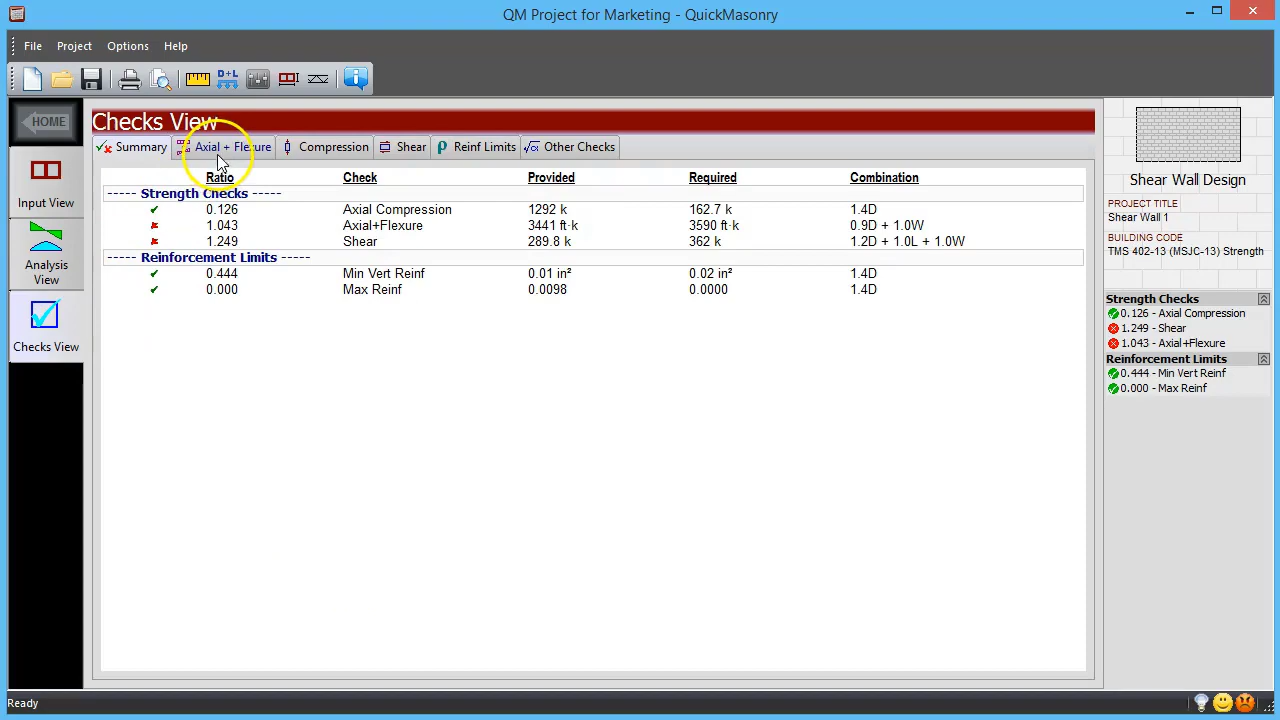 QM Project for Marketing - QuickMasonry
File Project Options Help
D+L
HOME
Input View
Analysis View
Checks View
Checks View
Summary Axial + Flexure Compression Shear Reinf Limits Other Checks
Ratio Check Provided Required Combination
----- Strength Checks -----
0.126 Axial Compression 1292 k 162.7 k 1.4D
1.043 Axial+Flexure 3441 ft·k 3590 ft·k 0.9D + 1.0W
1.249 Shear 289.8 k 362 k 1.2D + 1.0L + 1.0W
----- Reinforcement Limits -----
0.444 Min Vert Reinf 0.01 in² 0.02 in² 1.4D
0.000 Max Reinf 0.0098 0.0000 1.4D
Shear Wall Design
PROJECT TITLE
Shear Wall 1
BUILDING CODE
TMS 402-13 (MSJC-13) Strength
Strength Checks
0.126 - Axial Compression
1.249 - Shear
1.043 - Axial+Flexure
Reinforcement Limits
0.444 - Min Vert Reinf
0.000 - Max Reinf
Ready